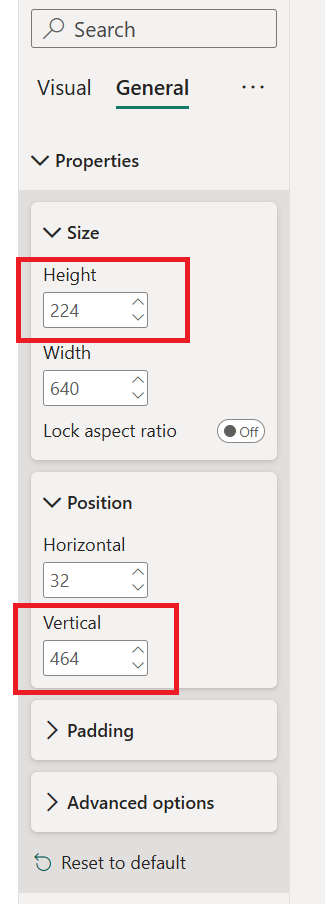 Search
Visual General ...
Properties
Size
Height
224
Width
640
Lock aspect ratio Off
Position
Horizontal
32
Vertical
464
Padding
Advanced options
Reset to default